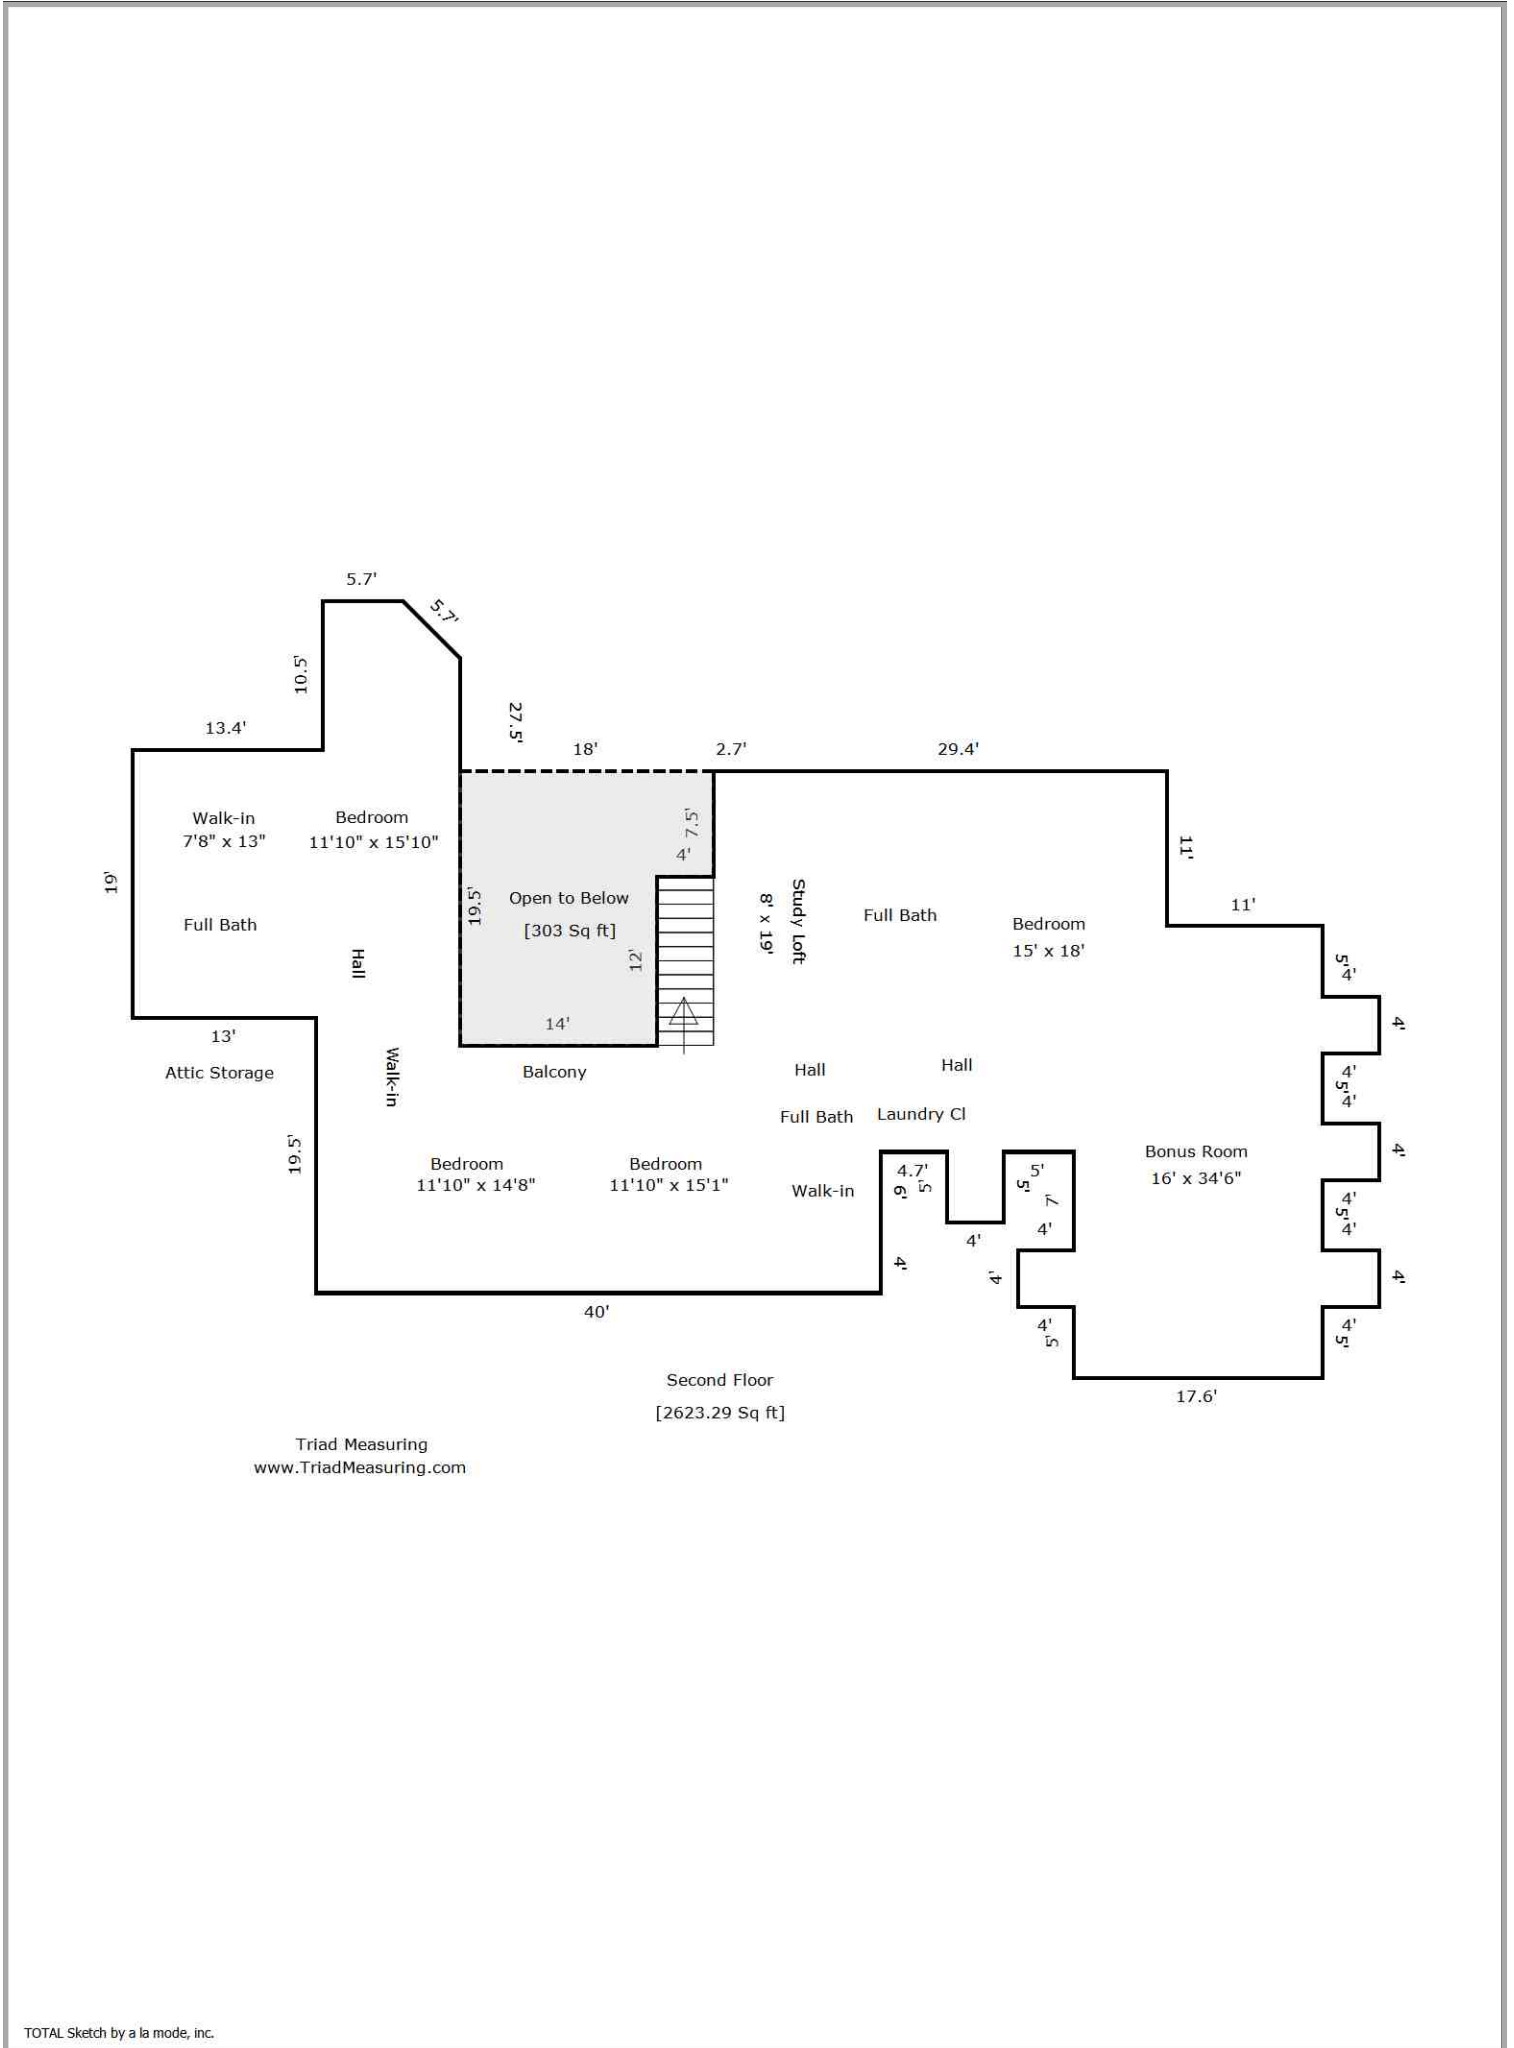 5.7'
5.7'
10.5'
27.5'
13.4'
18'
2.7'
29.4'
7.5'
4'
11'
Walk-in
7'8" x 13"
Bedroom
11'10" x 15'10"
19'
19.5'
Open to Below
[303 Sq ft]
12'
14'
Study Loft
8' x 19'
Full Bath
Bedroom
15' x 18'
11'
5'
4'
4'
4'
5'
4'
4'
4'
5'
4'
4'
4'
5'
Full Bath
Hall
13'
Attic Storage
Walk-in
Balcony
Hall
Hall
Full Bath
Laundry Cl
19.5'
Bedroom
11'10" x 14'8"
Bedroom
11'10" x 15'1"
Walk-in
4.7'
6'
5'
4'
4'
5'
5'
7'
4'
4'
4'
5'
Bonus Room
16' x 34'6"
40'
17.6'
Second Floor
[2623.29 Sq ft]
Triad Measuring
www.TriadMeasuring.com
TOTAL Sketch by a la mode, inc.